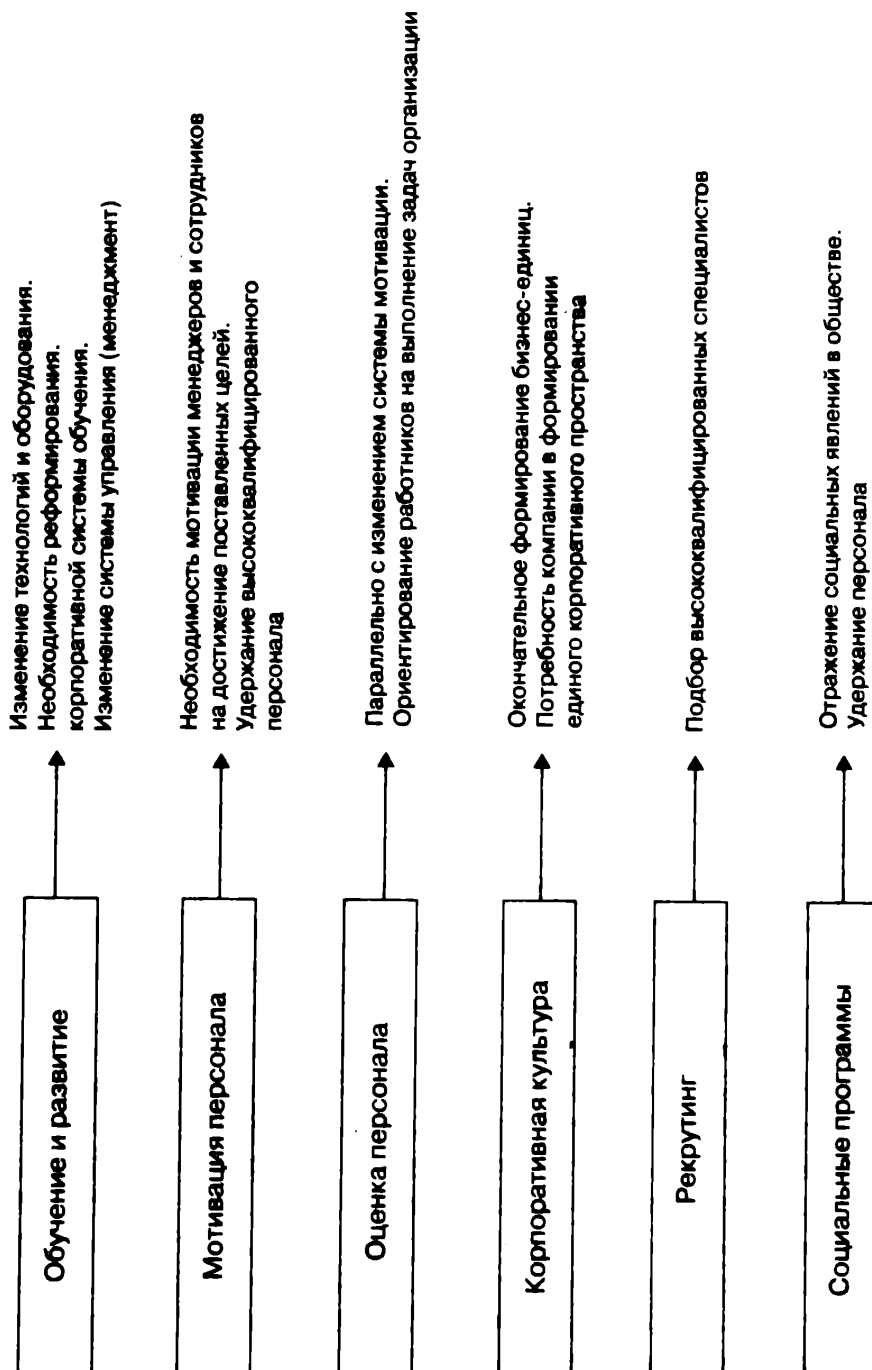 Обучение и развитие
Изменение технологий и оборудования.
Необходимость реформирования.
корпоративной системы обучения.
Изменение системы управления (менеджмент)
Мотивация персонала
Необходимость мотивации менеджеров и сотрудников
на достижение поставленных целей.
Удержание высококвалифицированного
персонала
Оценка персонала
Параллельно с изменением системы мотивации.
Ориентирование работников на выполнение задач организации
Корпоративная культура
Окончательное формирование бизнес-единиц.
Потребность компании в формировании
единого корпоративного пространства
Рекрутинг
Подбор высококвалифицированных специалистов
Социальные программы
Отражение социальных явлений в обществе.
Удержание персонала